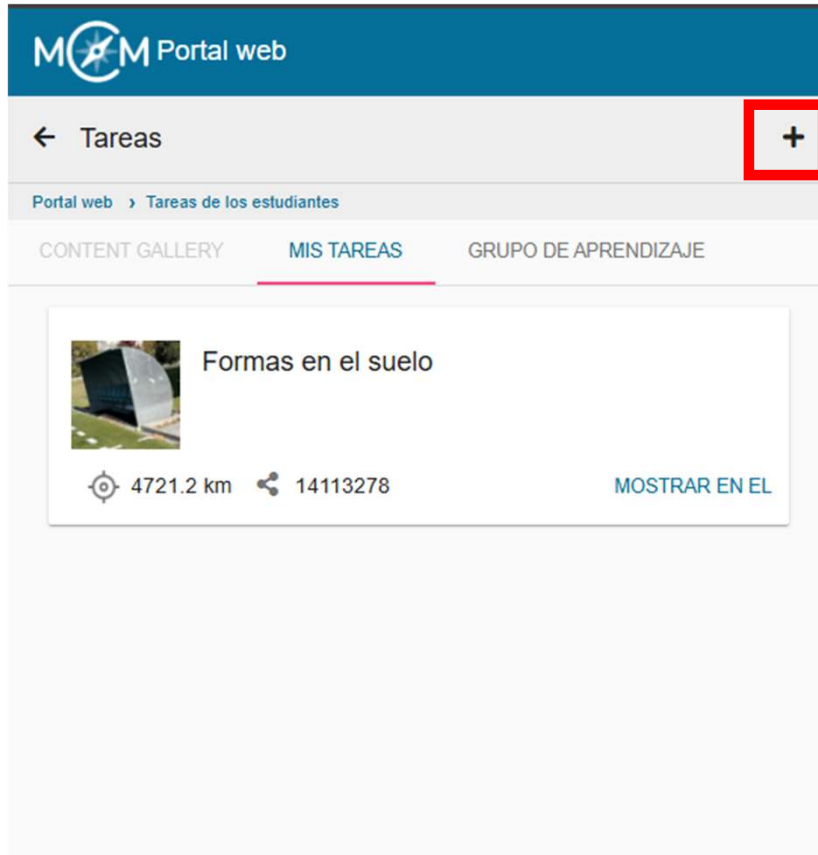 MCM Portal web
Tareas
Portal web › Tareas de los estudiantes
CONTENT GALLERY MIS TAREAS GRUPO DE APRENDIZAJE
Formas en el suelo
4721.2 km 14113278 MOSTRAR EN EL